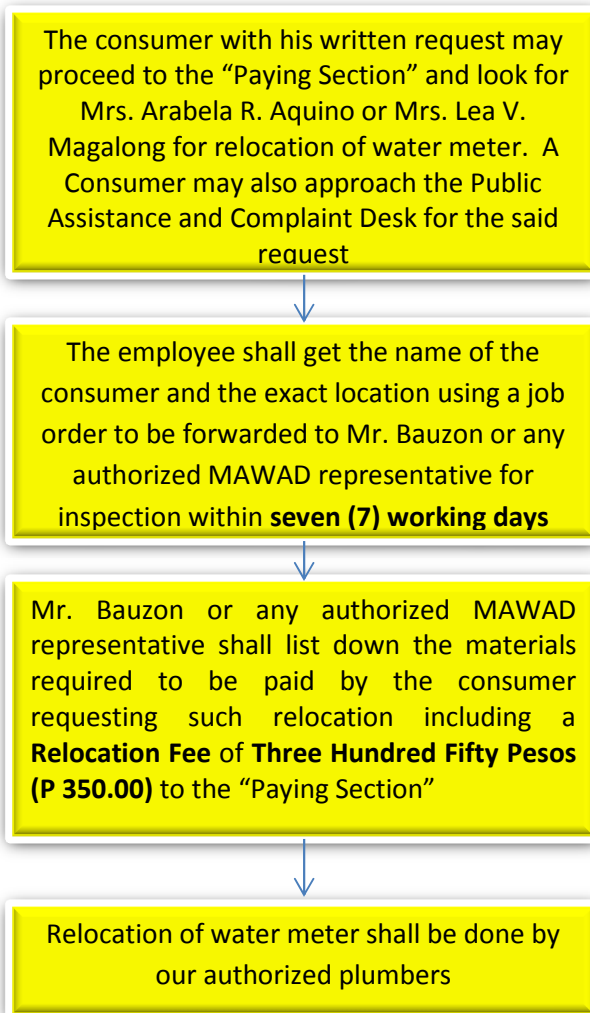 The consumer with his written request may
proceed to the “Paying Section” and look for
Mrs. Arabela R. Aquino or Mrs. Lea V.
Magalong for relocation of water meter.  A
Consumer may also approach the Public
Assistance and Complaint Desk for the said
request
The employee shall get the name of the
consumer and the exact location using a job
order to be forwarded to Mr. Bauzon or any
authorized MAWAD representative for
inspection within seven (7) working days
Mr. Bauzon or any authorized MAWAD
representative shall list down the materials
required to be paid by the consumer
requesting such relocation including a
Relocation Fee of Three Hundred Fifty Pesos
(P 350.00) to the “Paying Section”
Relocation of water meter shall be done by
our authorized plumbers